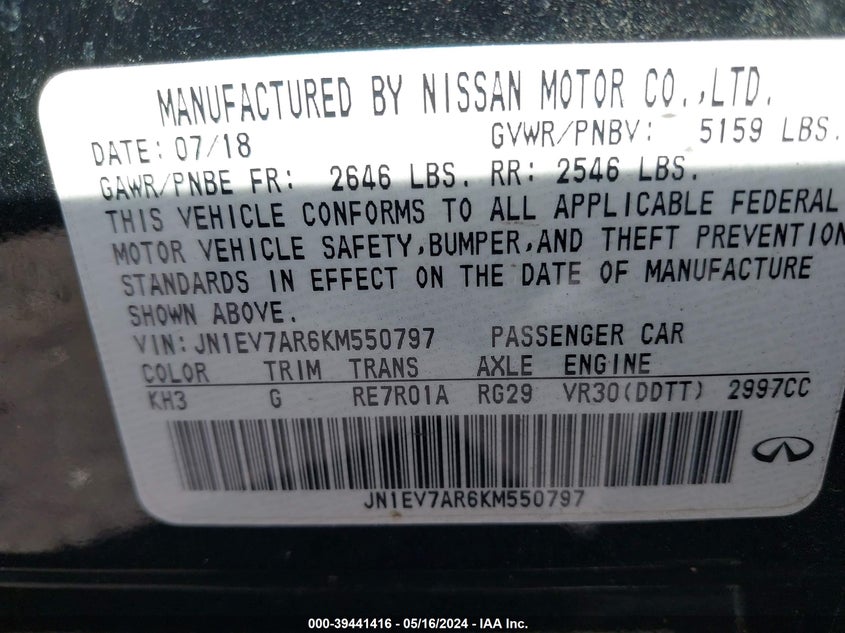 MANUFACTURED BY NISSAN MOTOR CO.,LTD.
DATE: 07/18 GVWR/PNBV: 5159 LBS.
GAWR/PNBE FR: 2646 LBS. RR: 2546 LBS.
THIS VEHICLE CONFORMS TO ALL APPLICABLE FEDERAL
MOTOR VEHICLE SAFETY,BUMPER,AND THEFT PREVENTION
STANDARDS IN EFFECT ON THE DATE OF MANUFACTURE
SHOWN ABOVE.
VIN: JN1EV7AR6KM550797 PASSENGER CAR
COLOR TRIM TRANS AXLE ENGINE
KH3 G RE7R01A RG29 VR30(DDTT) 2997CC
JN1EV7AR6KM550797
000-39441416 - 05/16/2024 - IAA Inc.